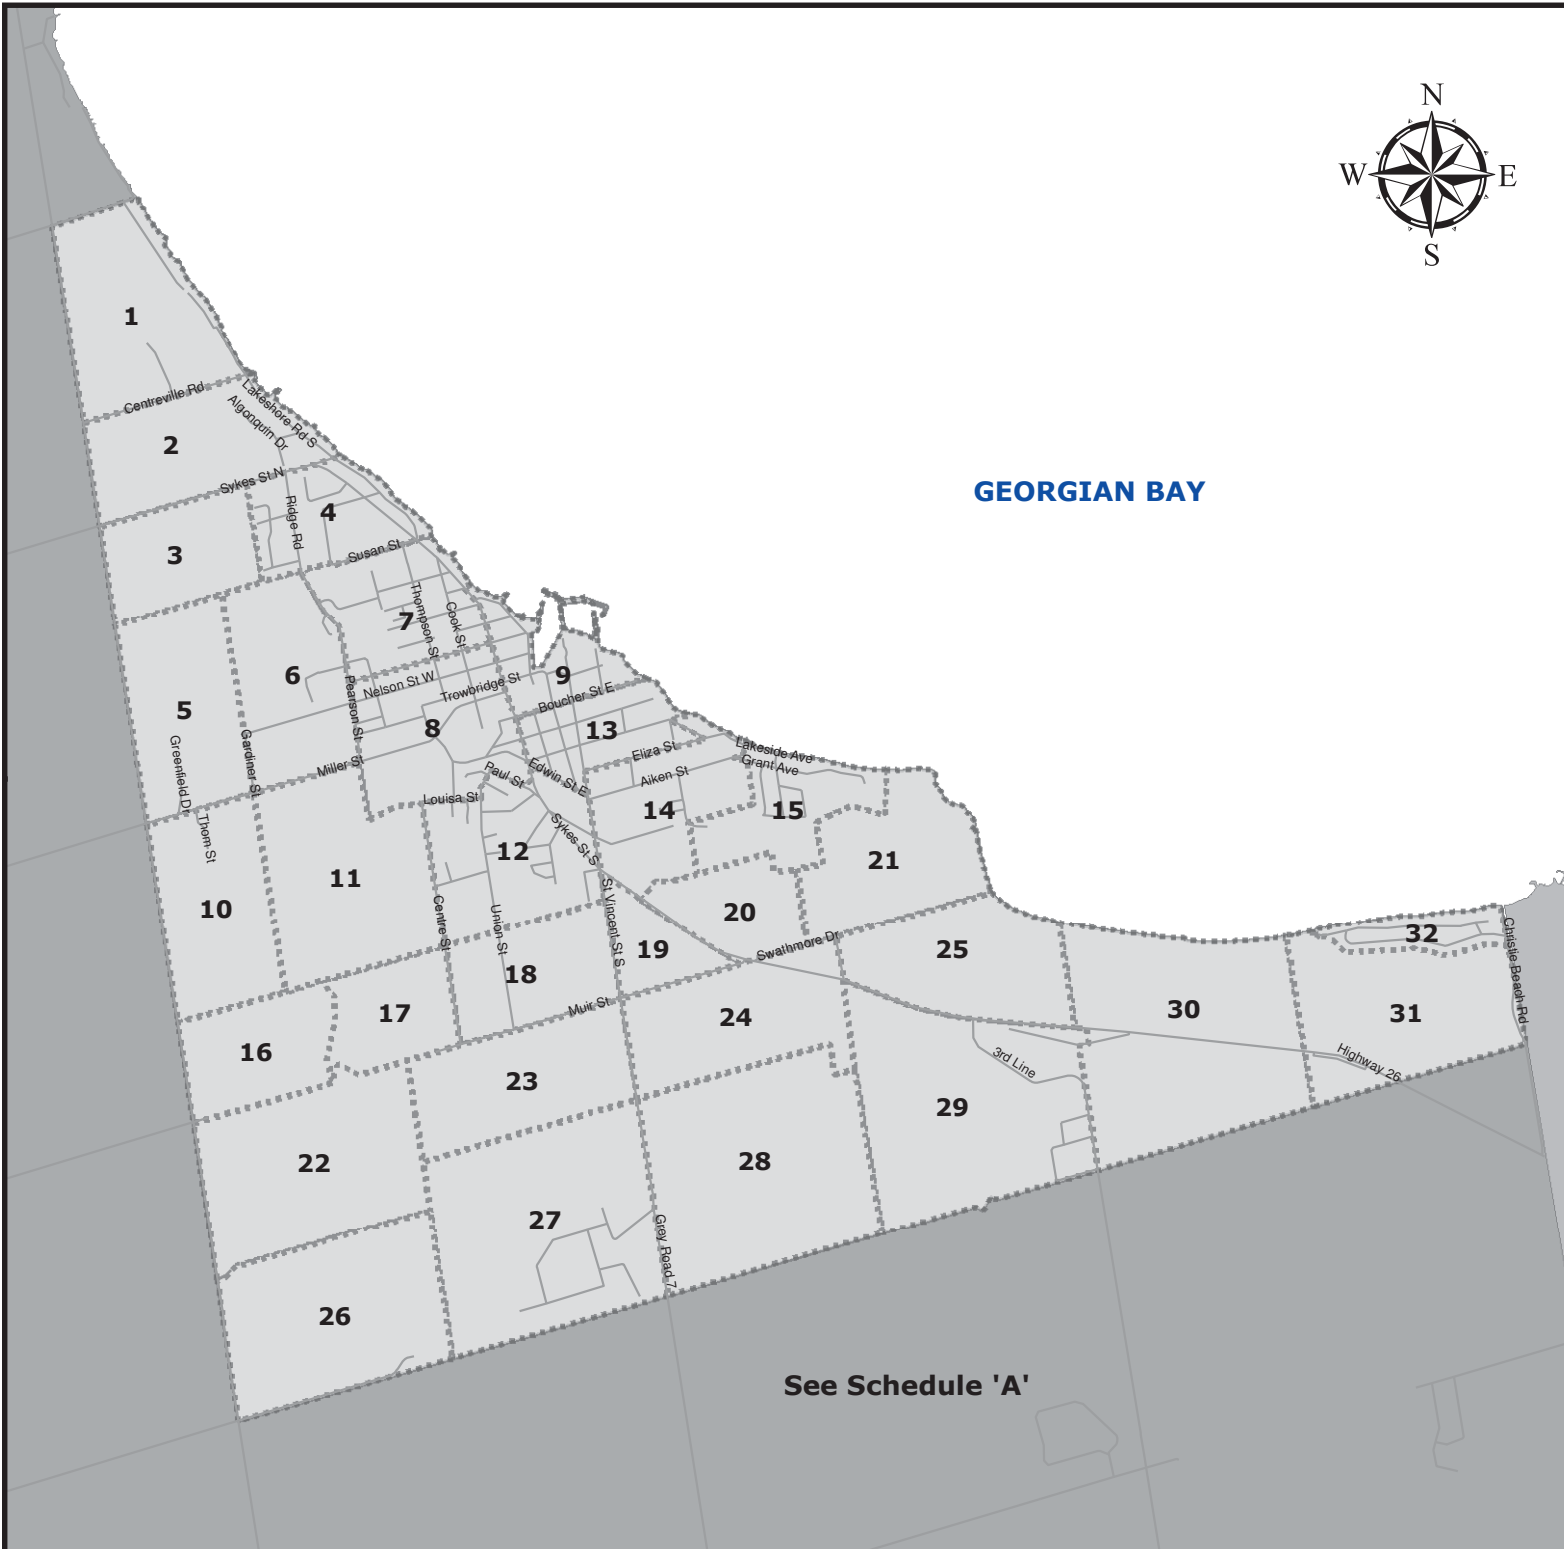 N
W
E
S
1
Centreville Rd
Lakeshore Rd S
Algonquin Dr
2
Sykes St N
GEORGIAN BAY
Ridge Rd
4
3
Susan St
Thompson St
Cook St
7
6
9
Pearson St
Nelson St W
Trowbridge St
Boucher St E
5
8
13
Greenfield Dr
Gardiner St
Miller St
Eliza St
Lakeside Ave
Grant Ave
Paul St
Edwin St E
Aiken St
Louisa St
14
15
Thom St
Sykes St S
12
21
11
10
Centre St
Union St
St Vincent St S
20
Swathmore Dr
19
25
32
Christie Beach Rd
18
17
Muir St
24
30
31
16
3rd Line
Highway 26
23
29
22
28
27
Grey Road 7
26
See Schedule 'A'